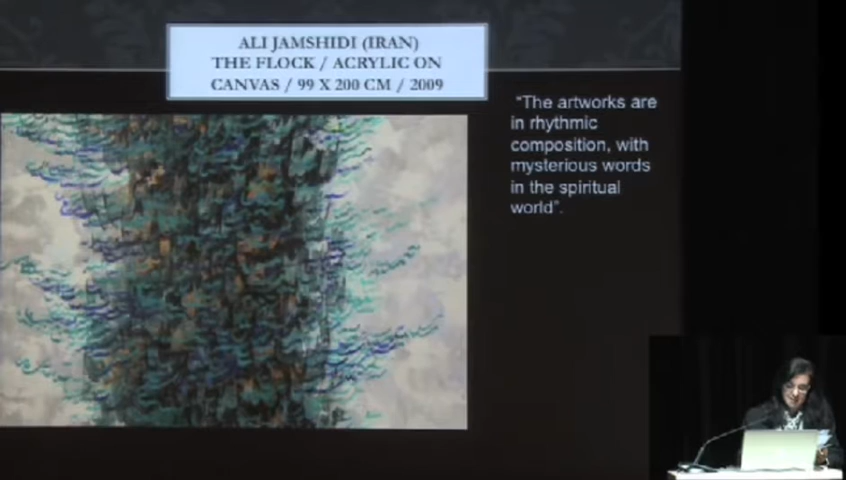 ALI JAMSHIDI (IRAN)
THE FLOCK / ACRYLIC ON
CANVAS / 99 X 200 CM / 2009
"The artworks are
in rhythmic
composition, with
mysterious words
in the spiritual
world".